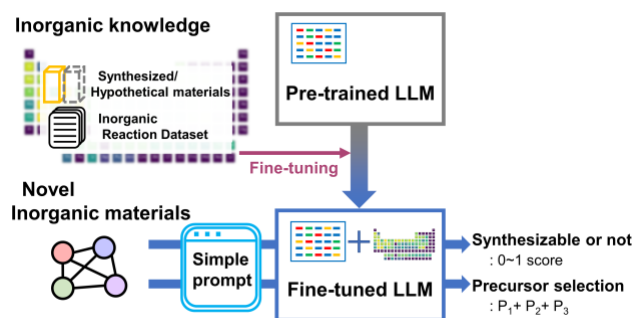 Inorganic knowledge
Synthesized/
Hypothetical materials
Inorganic
Reaction Dataset
Pre-trained LLM
Fine-tuning
Novel
Inorganic materials
Simple
prompt
Fine-tuned LLM
Synthesizable or not
: 0~1 score
Precursor selection
: P₁+ P₂+ P₃